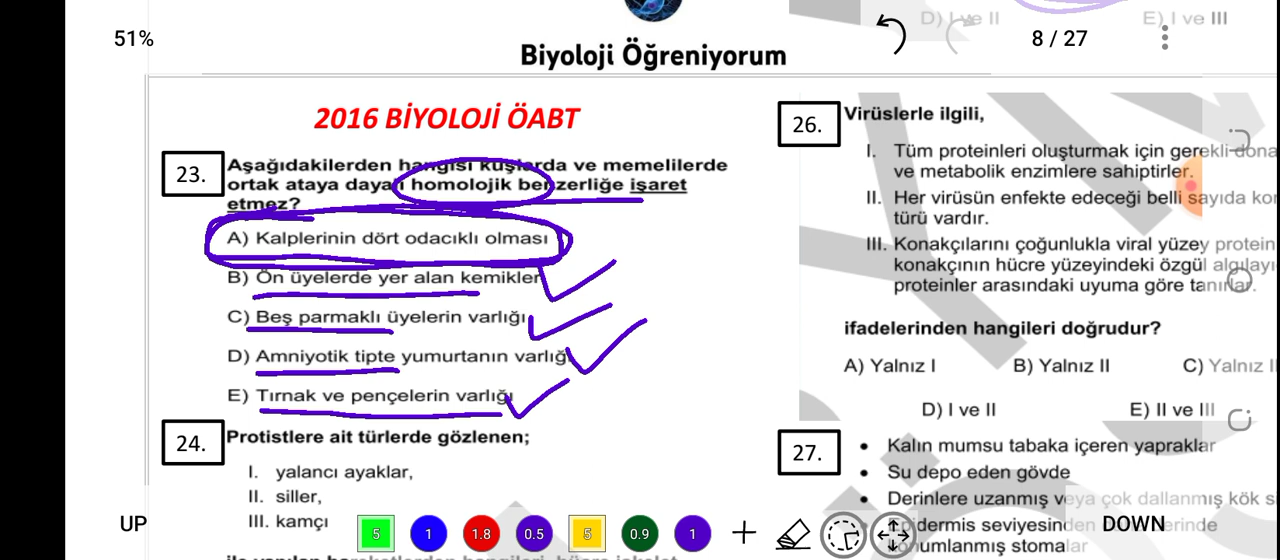 D) I ve II
E) I ve III
51%
8 / 27
Biyoloji Öğreniyorum
2016 BİYOLOJİ ÖABT
23.
Aşağıdakilerden hangisi kuşlarda ve memelilerde
ortak ataya dayalı homolojik benzerliğe işaret
etmez?
A) Kalplerinin dört odacıklı olması
B) Ön üyelerde yer alan kemikler
C) Beş parmaklı üyelerin varlığı
D) Amniyotik tipte yumurtanın varlığı
E) Tırnak ve pençelerin varlığı
24.
Protistlere ait türlerde gözlenen;
I. yalancı ayaklar,
II. siller,
III. kamçı
26.
Virüslerle ilgili,
I. Tüm proteinleri oluşturmak için gerekli
ve metabolik enzimlere sahiptirler.
II. Her virüsün enfekte edeceği belli sayıda
türü vardır.
III. Konakçılarını çoğunlukla viral yüzey protein
konakçının hücre yüzeyindeki özgül algılayı
proteinler arasındaki uyuma göre tanırlar.
ifadelerinden hangileri doğrudur?
A) Yalnız I
B) Yalnız II
C) Yalnız
D) I ve II
E) II ve III
27.
• Kalın mumsu tabaka içeren yapraklar
• Su depo eden gövde
• Derinlere uzanmış veya çok dallanmış kök
Epidermis seviyesinden
konumlanmış stomalar
UP
5
1
1.8
0.5
5
0.9
1
DOWN